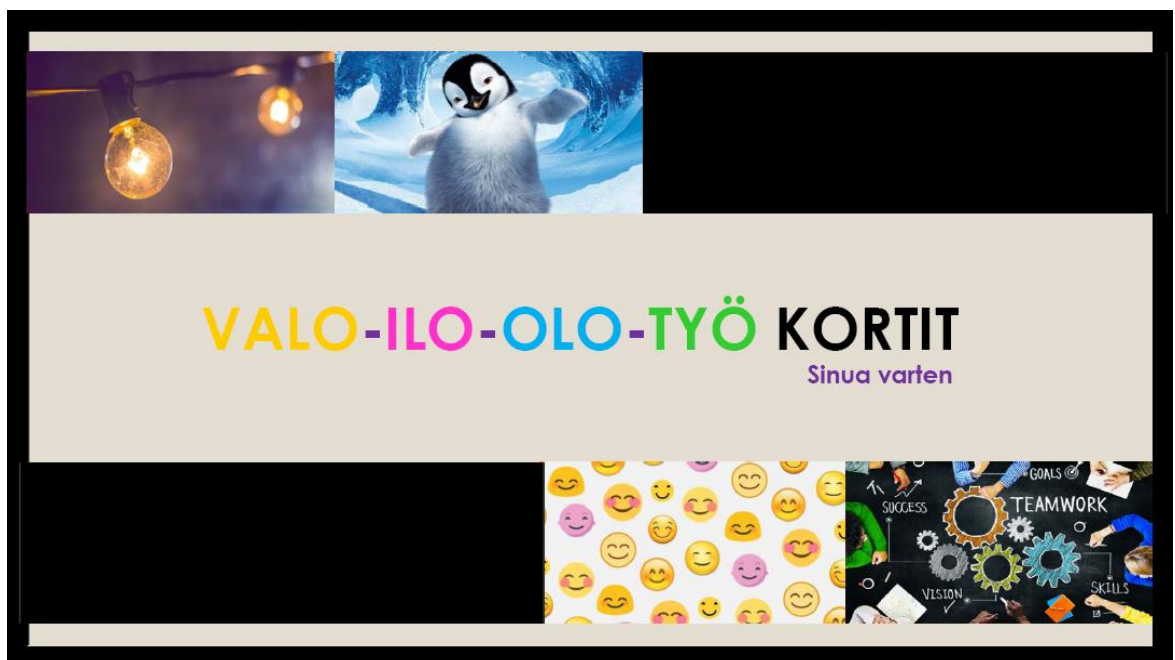 VALO-ILO-OLO-TYÖ KORTIT
Sinua varten
GOALS
SUCCESS
TEAMWORK
VISION
SKILLS